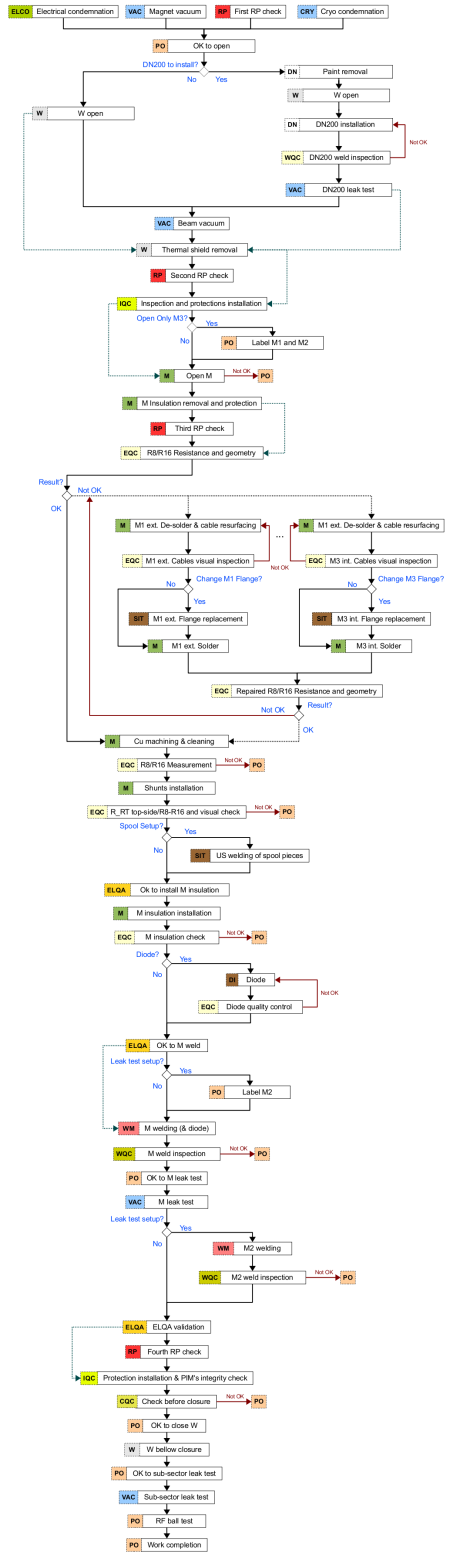 ELCO Electrical condemnation
VAC Magnet vacuum
RP First RP check
CRY Cryo condemnation
PO OK to open
DN200 to install?
No
Yes
DN Paint removal
W W open
W W open
DN DN200 installation
Not OK
WQC DN200 weld inspection
VAC DN200 leak test
VAC Beam vacuum
W Thermal shield removal
RP Second RP check
IQC Inspection and protections installation
Open Only M3?
Yes
No
PO Label M1 and M2
M Open M
Not OK
PO
M M Insulation removal and protection
RP Third RP check
EQC R8/R16 Resistance and geometry
Result?
Not OK
OK
M M1 ext. De-solder & cable resurfacing
...
M M1 ext. De-solder & cable resurfacing
EQC M1 ext. Cables visual inspection
Not OK
EQC M3 int. Cables visual inspection
Change M1 Flange?
No
Yes
Change M3 Flange?
No
Yes
SIT M1 ext. Flange replacement
SIT M3 int. Flange replacement
M M1 ext. Solder
M M3 int. Solder
EQC Repaired R8/R16 Resistance and geometry
Result?
Not OK
OK
M Cu machining & cleaning
EQC R8/R16 Measurement
Not OK
PO
M Shunts installation
EQC R_RT top-side/R8-R16 and visual check
Not OK
PO
Spool Setup?
Yes
No
SIT US welding of spool pieces
ELQA Ok to install M insulation
M M insulation installation
EQC M insulation check
Not OK
PO
Diode?
Yes
No
DI Diode
Not OK
EQC Diode quality control
ELQA OK to M weld
Leak test setup?
Yes
No
PO Label M2
WM M welding (& diode)
WQC M weld inspection
Not OK
PO
PO OK to M leak test
VAC M leak test
Leak test setup?
Yes
No
WM M2 welding
WQC M2 weld inspection
Not OK
PO
ELQA ELQA validation
RP Fourth RP check
IQC Protection installation & PIM's integrity check
CQC Check before closure
Not OK
PO
PO OK to close W
W W bellow closure
PO OK to sub-sector leak test
VAC Sub-sector leak test
PO RF ball test
PO Work completion